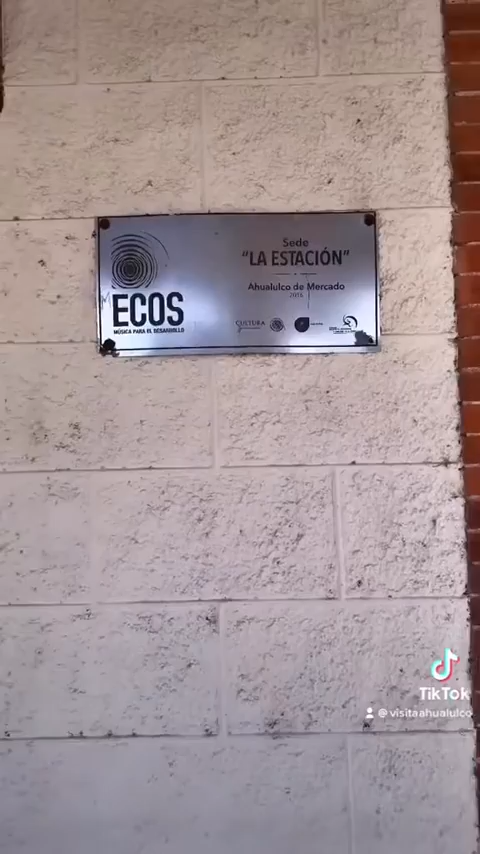 ECOS
MÚSICA PARA EL DESARROLLO
Sede
"LA ESTACIÓN"
Ahualulco de Mercado
CULTURA
TikTok
@visitaahualulco